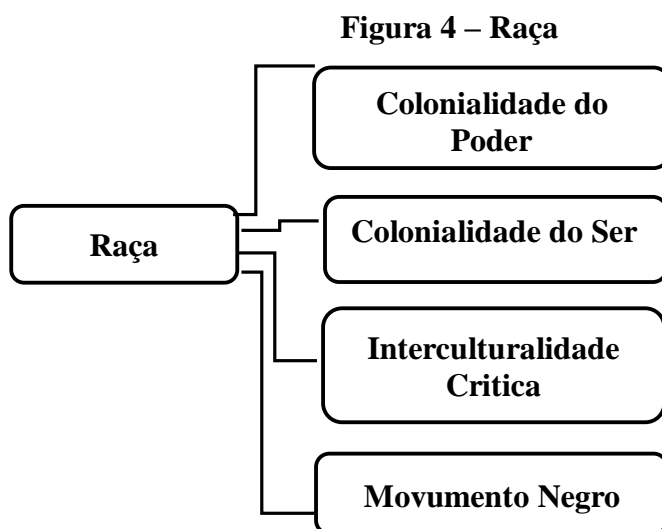 Figura 4 – Raça
Colonialidade do
Poder
Raça
Colonialidade do Ser
Interculturalidade
Critica
Movumento Negro